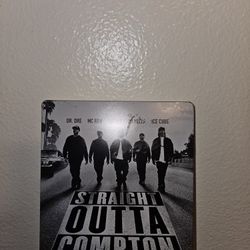 DR. DRE MC REN ICE CUBE
STRAIGHT
OUTTA
COMPTON